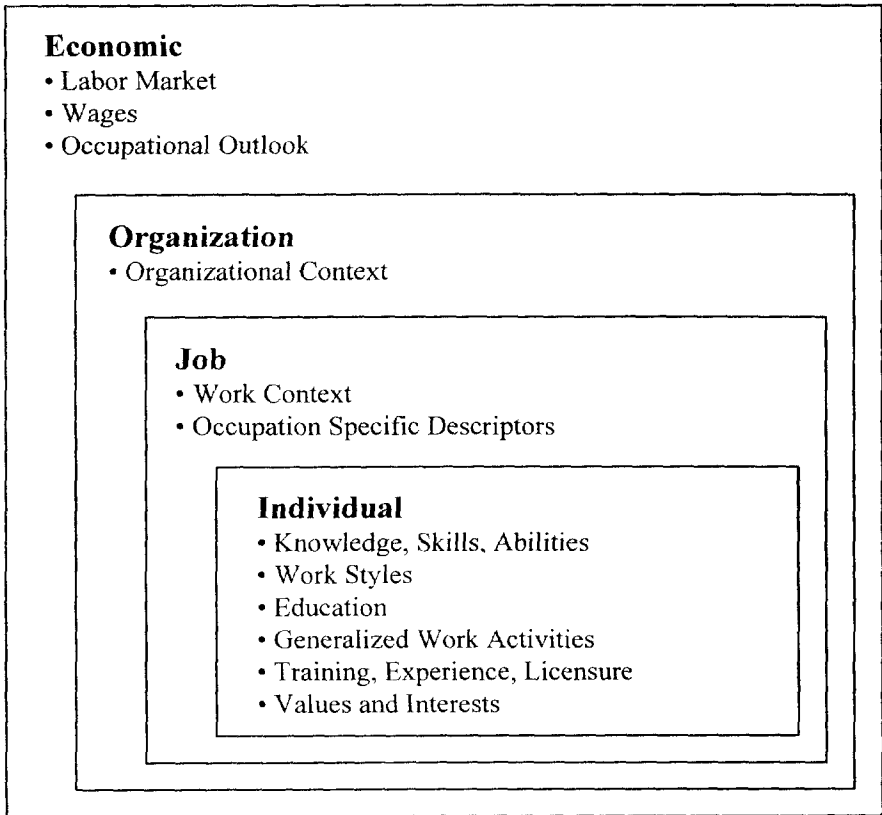 Economic
• Labor Market
• Wages
• Occupational Outlook
Organization
• Organizational Context
Job
• Work Context
• Occupation Specific Descriptors
Individual
• Knowledge, Skills, Abilities
• Work Styles
• Education
• Generalized Work Activities
• Training, Experience, Licensure
• Values and Interests